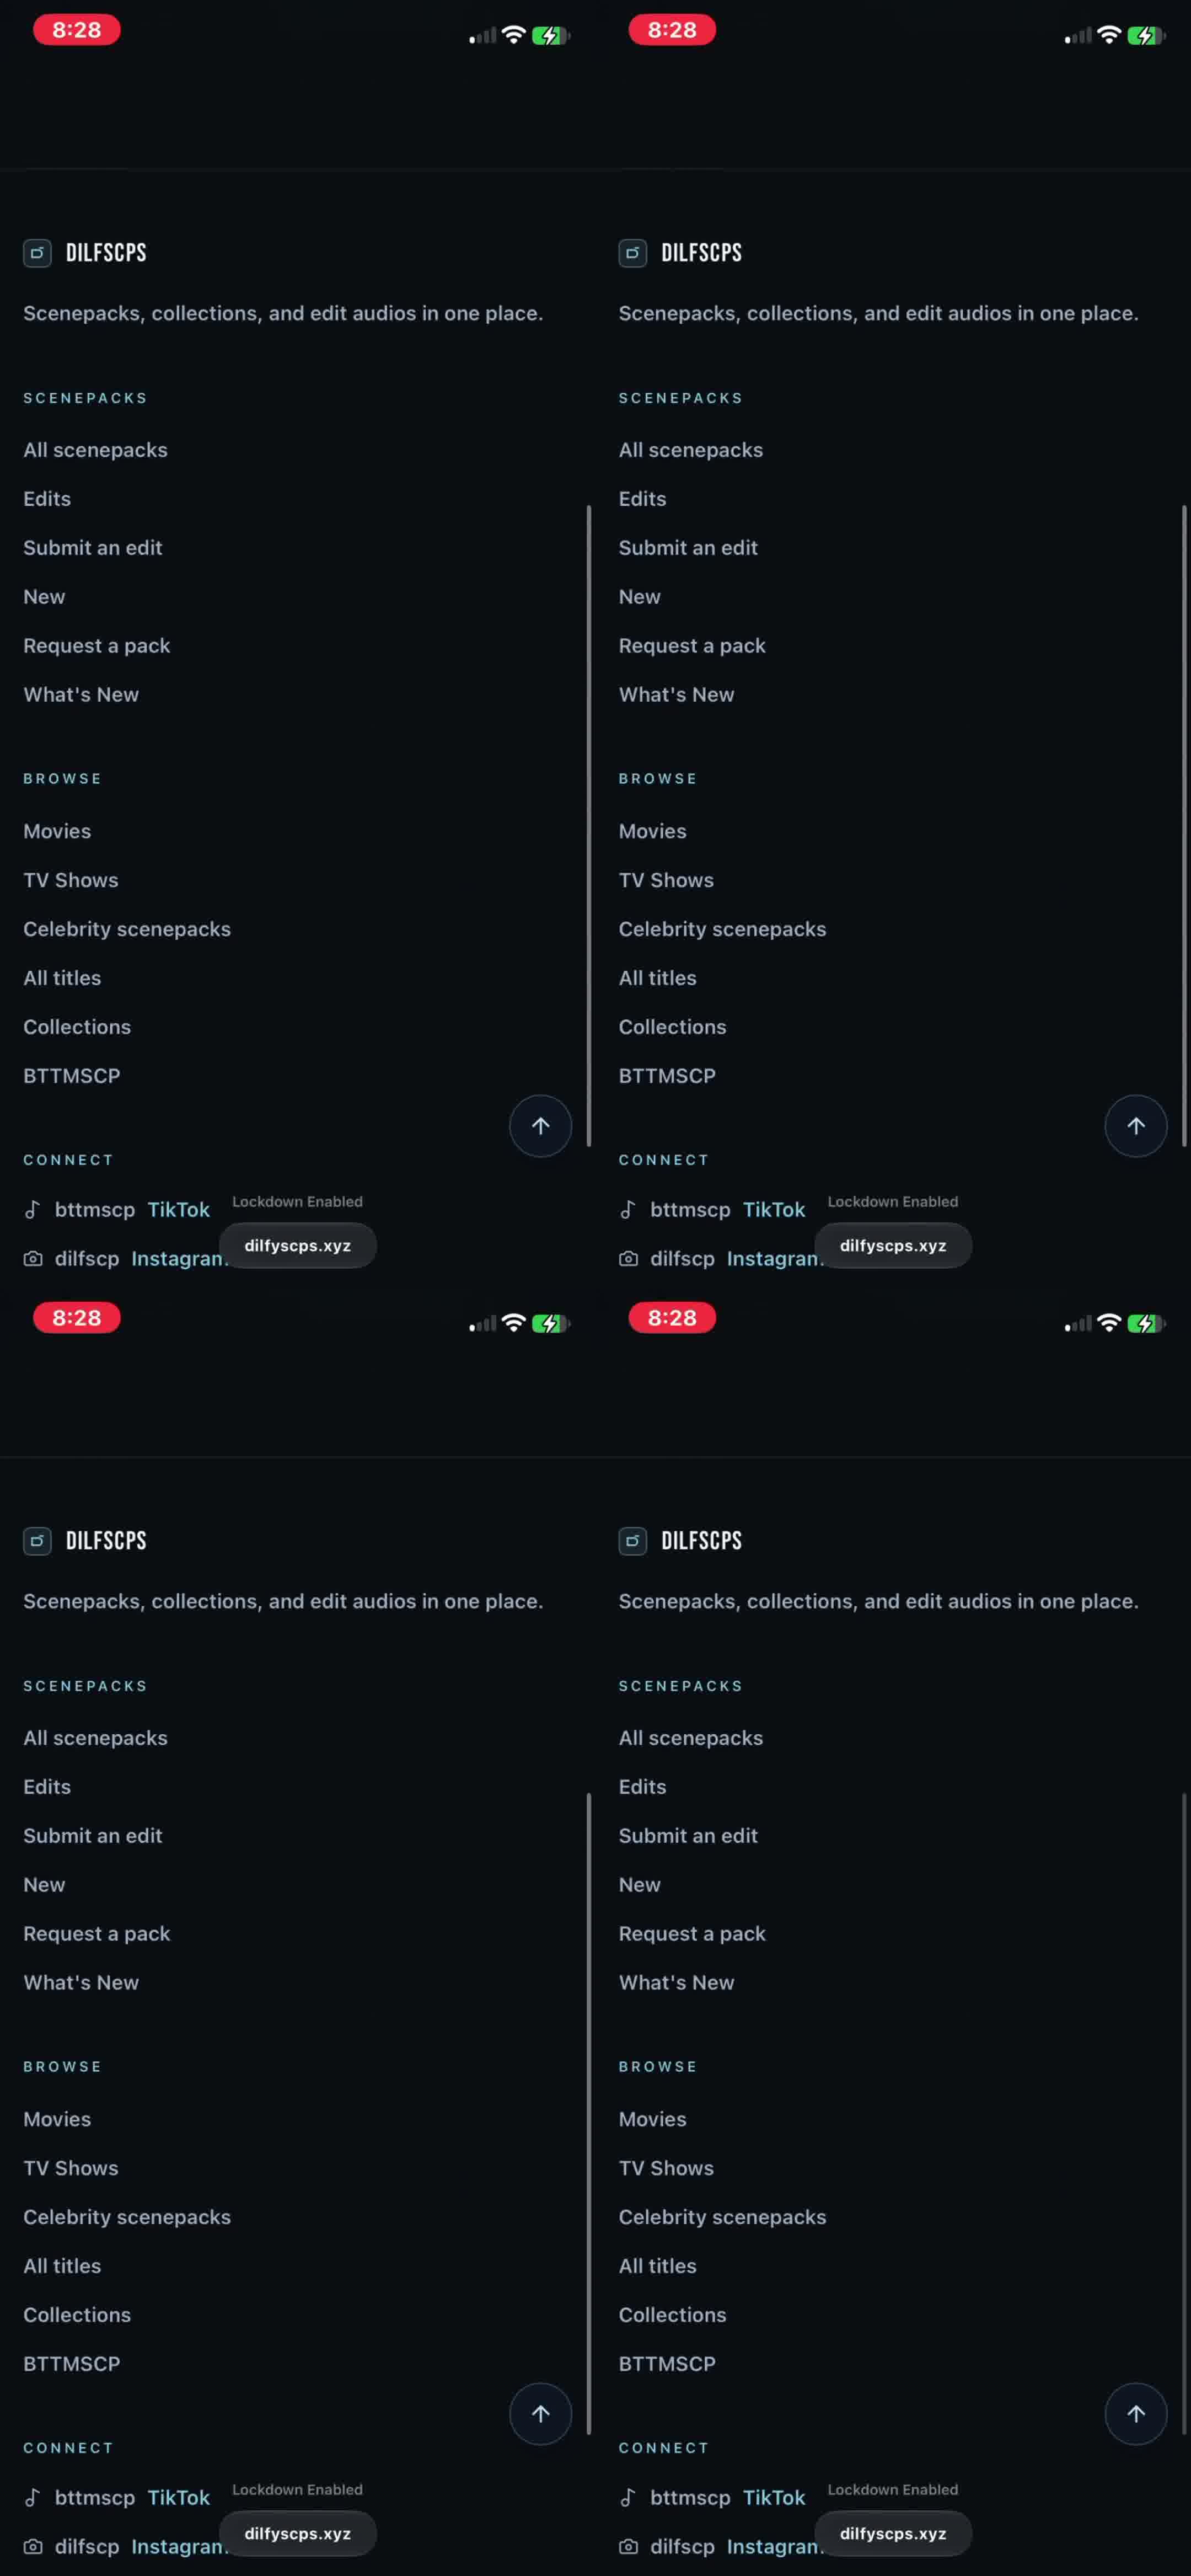 8:28
DILFSCPS
Scenepacks, collections, and edit audios in one place.
SCENEPACKS
All scenepacks
Edits
Submit an edit
New
Request a pack
What's New
BROWSE
Movies
TV Shows
Celebrity scenepacks
All titles
Collections
BTTMSCP
CONNECT
bttmscp TikTok
Lockdown Enabled
dilfscp Instagram
dilfyscps.xyz
8:28
DILFSCPS
Scenepacks, collections, and edit audios in one place.
SCENEPACKS
All scenepacks
Edits
Submit an edit
New
Request a pack
What's New
BROWSE
Movies
TV Shows
Celebrity scenepacks
All titles
Collections
BTTMSCP
CONNECT
bttmscp TikTok
Lockdown Enabled
dilfscp Instagram
dilfyscps.xyz
8:28
DILFSCPS
Scenepacks, collections, and edit audios in one place.
SCENEPACKS
All scenepacks
Edits
Submit an edit
New
Request a pack
What's New
BROWSE
Movies
TV Shows
Celebrity scenepacks
All titles
Collections
BTTMSCP
CONNECT
bttmscp TikTok
Lockdown Enabled
dilfscp Instagram
dilfyscps.xyz
8:28
DILFSCPS
Scenepacks, collections, and edit audios in one place.
SCENEPACKS
All scenepacks
Edits
Submit an edit
New
Request a pack
What's New
BROWSE
Movies
TV Shows
Celebrity scenepacks
All titles
Collections
BTTMSCP
CONNECT
bttmscp TikTok
Lockdown Enabled
dilfscp Instagram
dilfyscps.xyz